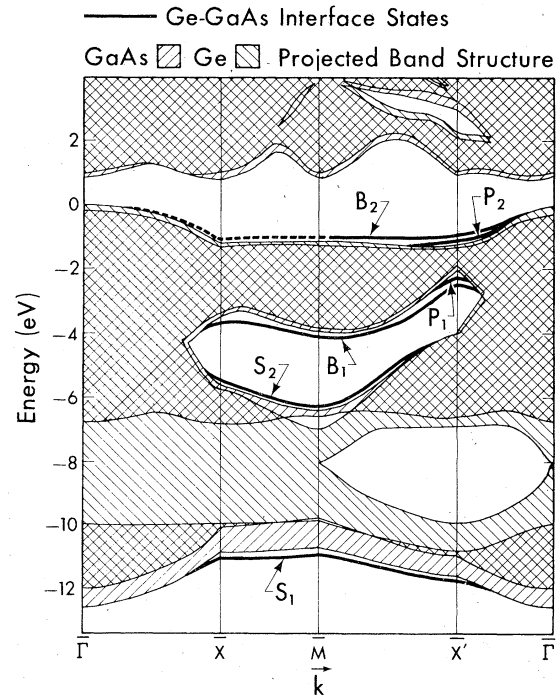 Ge-GaAs Interface States
GaAs Ge Projected Band Structure
Energy (eV)
2
0
−2
−4
−6
−8
−10
−12
B₂
P₂
P₁
S₂
B₁
S₁
Γ̅ X̅ M̅ X̅′ Γ̅
k⃗